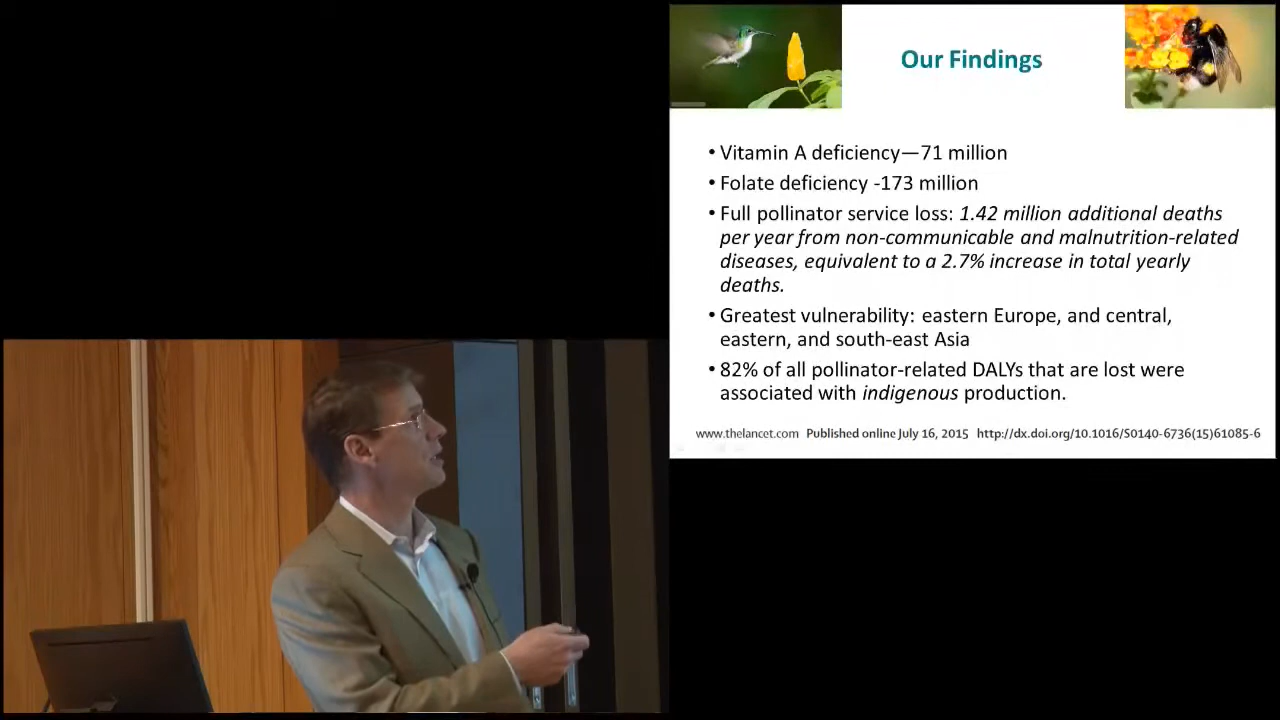 Our Findings
• Vitamin A deficiency—71 million
• Folate deficiency -173 million
• Full pollinator service loss: 1.42 million additional deaths
per year from non-communicable and malnutrition-related
diseases, equivalent to a 2.7% increase in total yearly
deaths.
• Greatest vulnerability: eastern Europe, and central,
eastern, and south-east Asia
• 82% of all pollinator-related DALYs that are lost were
associated with indigenous production.
www.thelancet.com Published online July 16, 2015 http://dx.doi.org/10.1016/S0140-6736(15)61085-6